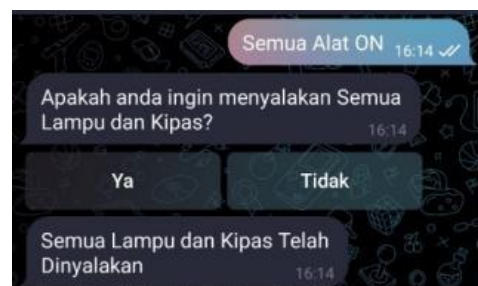 Semua Alat ON 16:14
Apakah anda ingin menyalakan Semua
Lampu dan Kipas?
16:14
Ya Tidak
Semua Lampu dan Kipas Telah
Dinyalakan 16:14